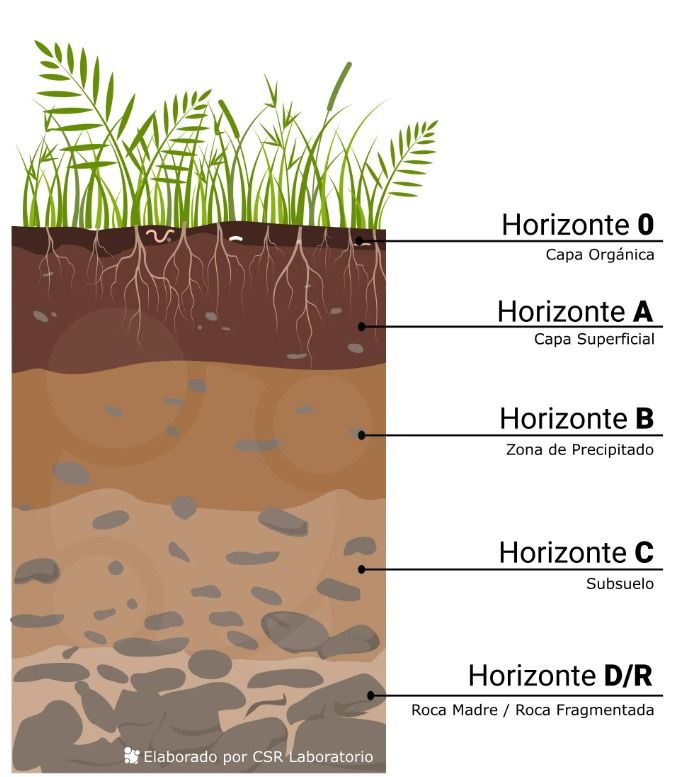 Horizonte 0
Capa Orgánica
Horizonte A
Capa Superficial
Horizonte B
Zona de Precipitado
Horizonte C
Subsuelo
Horizonte D/R
Roca Madre / Roca Fragmentada
Elaborado por CSR Laboratorio